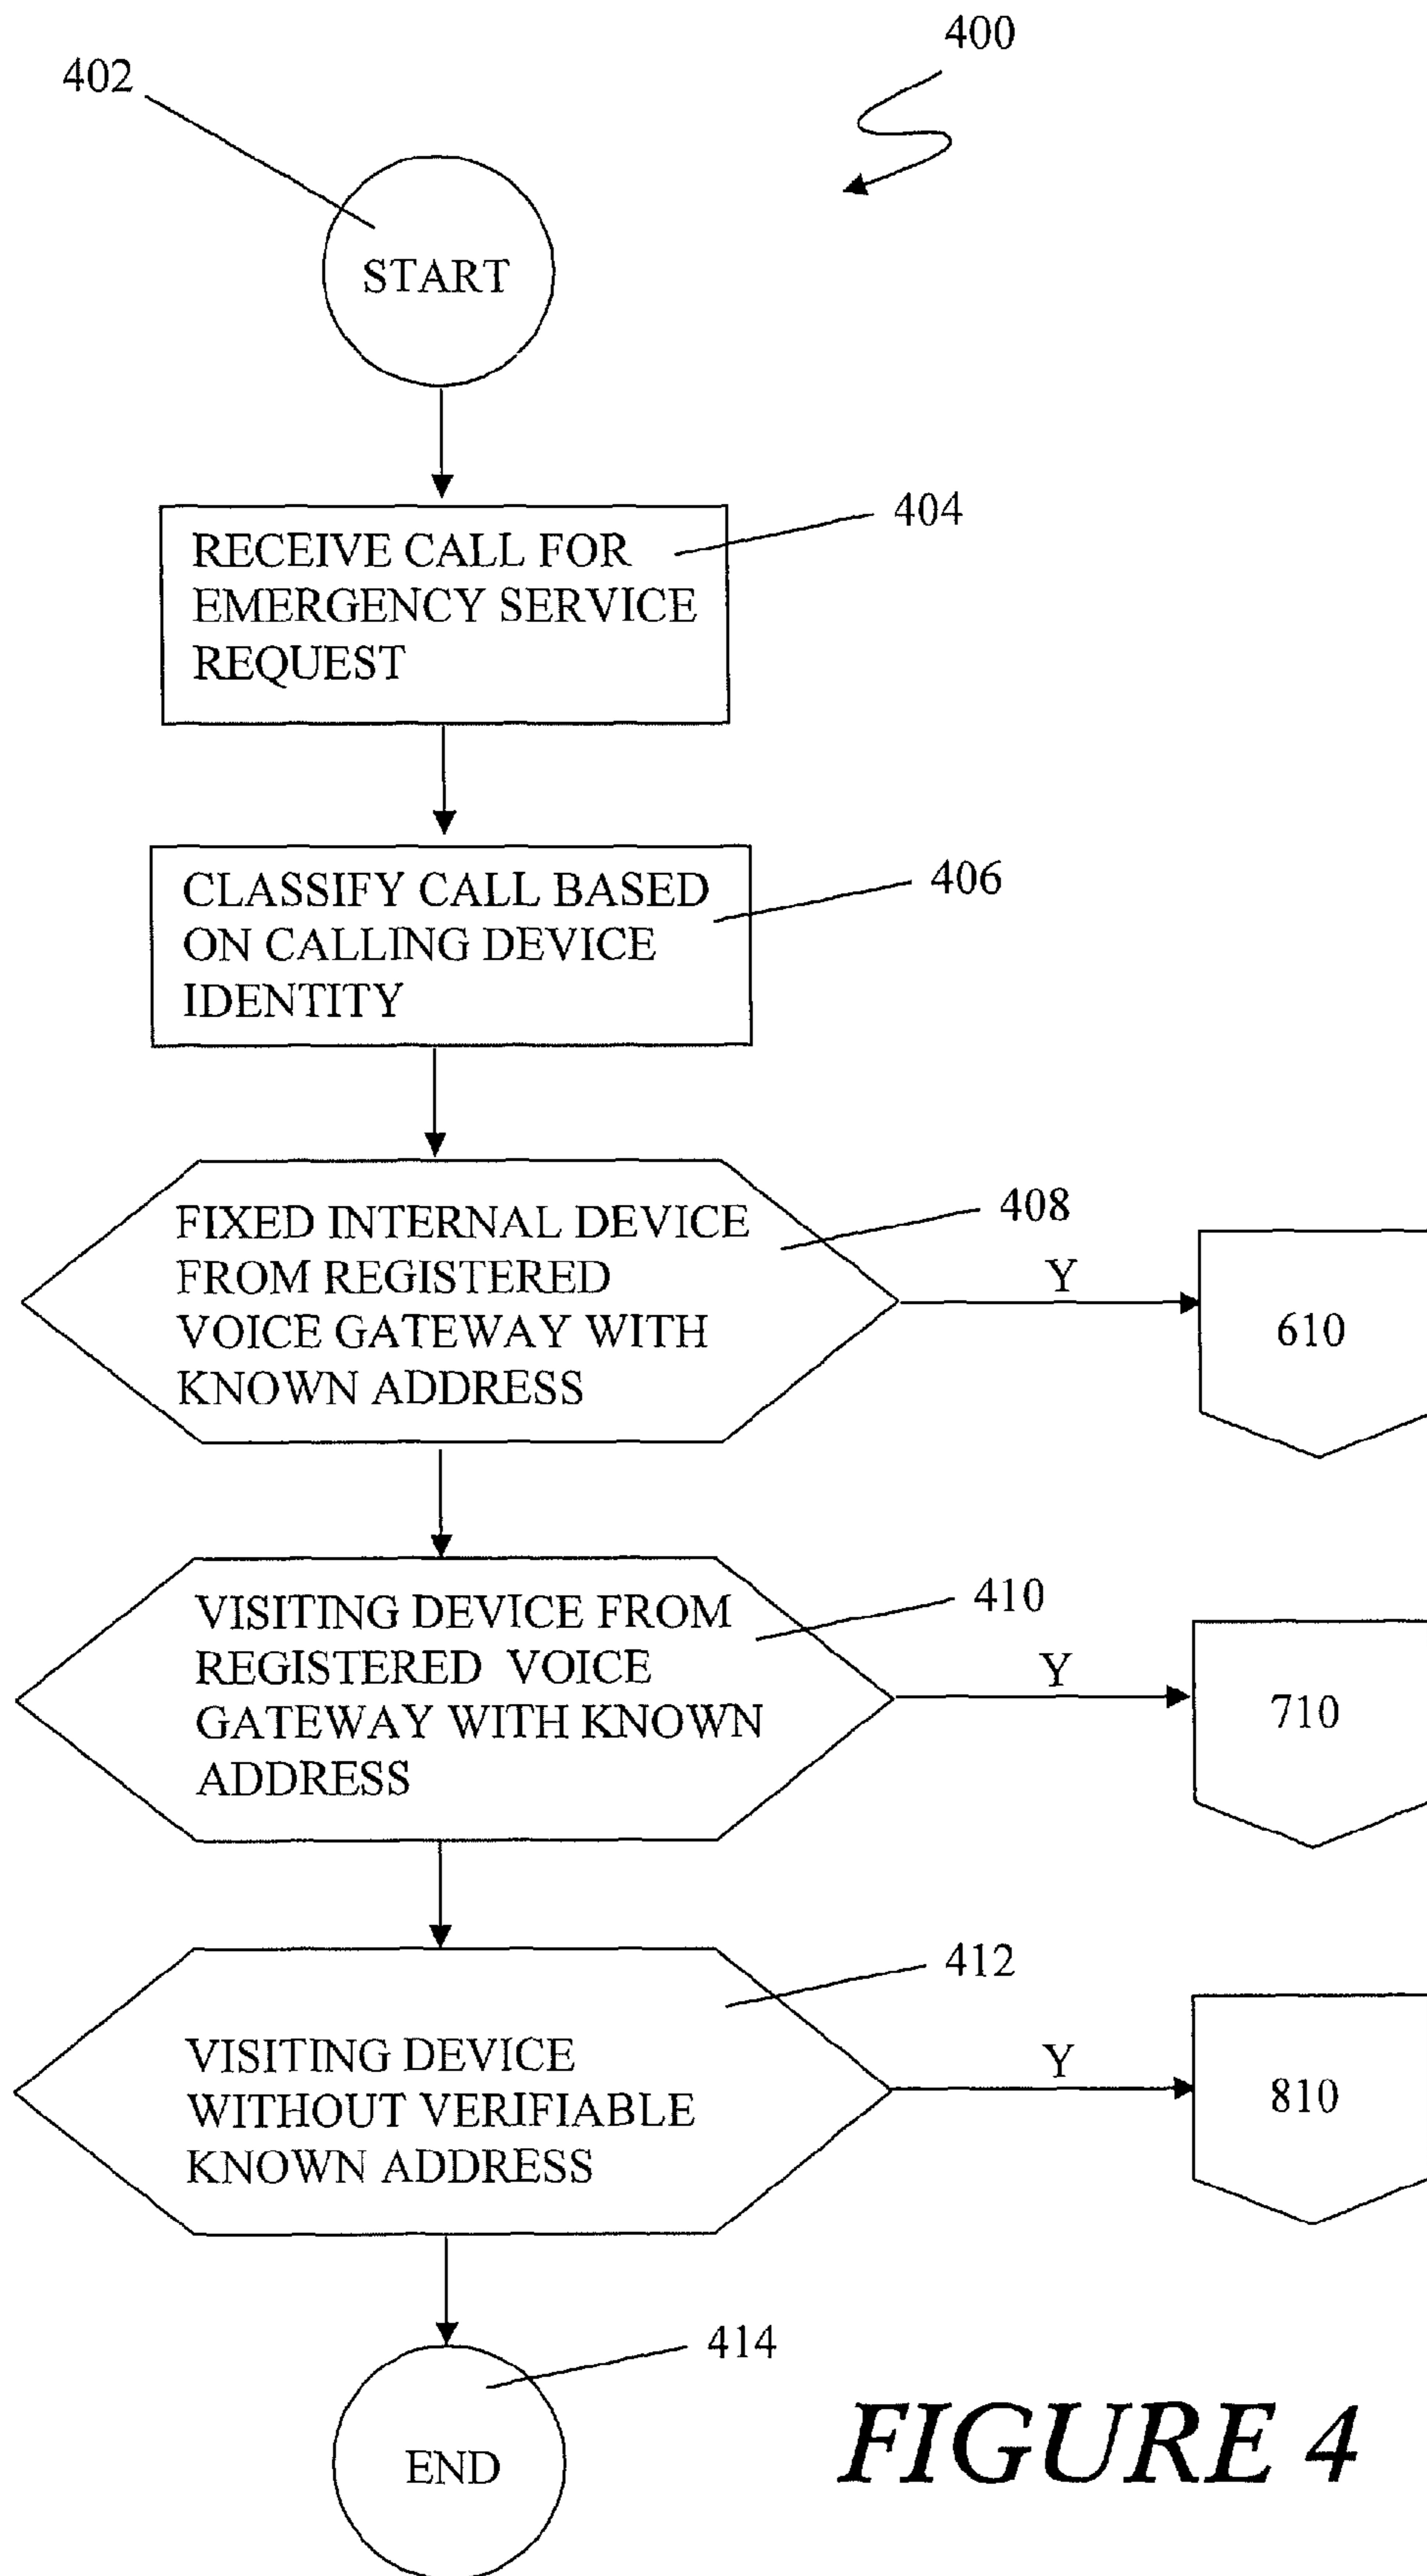 400
402
START
404
RECEIVE CALL FOR
EMERGENCY SERVICE
REQUEST
406
CLASSIFY CALL BASED
ON CALLING DEVICE
IDENTITY
408
FIXED INTERNAL DEVICE
FROM REGISTERED
VOICE GATEWAY WITH
KNOWN ADDRESS
Y
610
410
VISITING DEVICE FROM
REGISTERED VOICE
GATEWAY WITH KNOWN
ADDRESS
Y
710
412
VISITING DEVICE
WITHOUT VERIFIABLE
KNOWN ADDRESS
Y
810
414
END
FIGURE 4